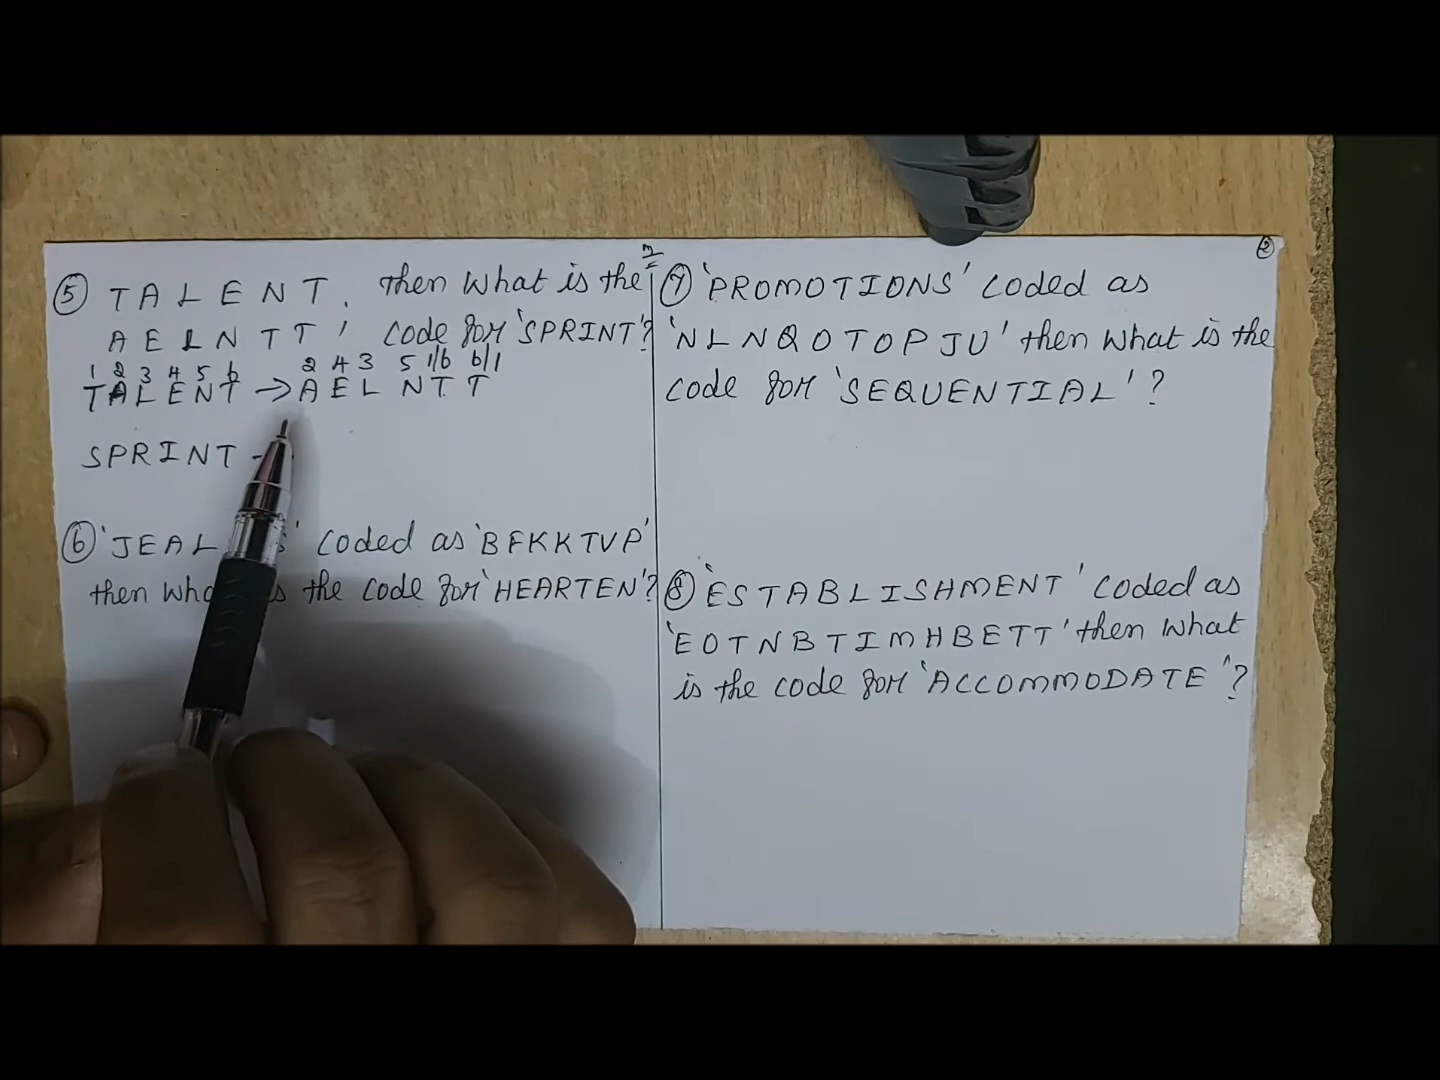 ②
⑤ TALENT. then What is the
AELNTT' code for 'SPRINT'?
1 2 3 4 5 6 2 4 3 5 1/6 6/1
TALENT → AELNTT
SPRINT -
⑥ 'JEAL ' coded as 'BFKKTVP'
then the code for 'HEARTEN'?
⑦ 'PROMOTIONS' coded as
'NLNQOTOPJU' then What is the
code for 'SEQUENTIAL'?
⑧ 'ESTABLISHMENT' coded as
'EOTNBTIMHBETT' then What
is the code for 'ACCOMMODATE'?